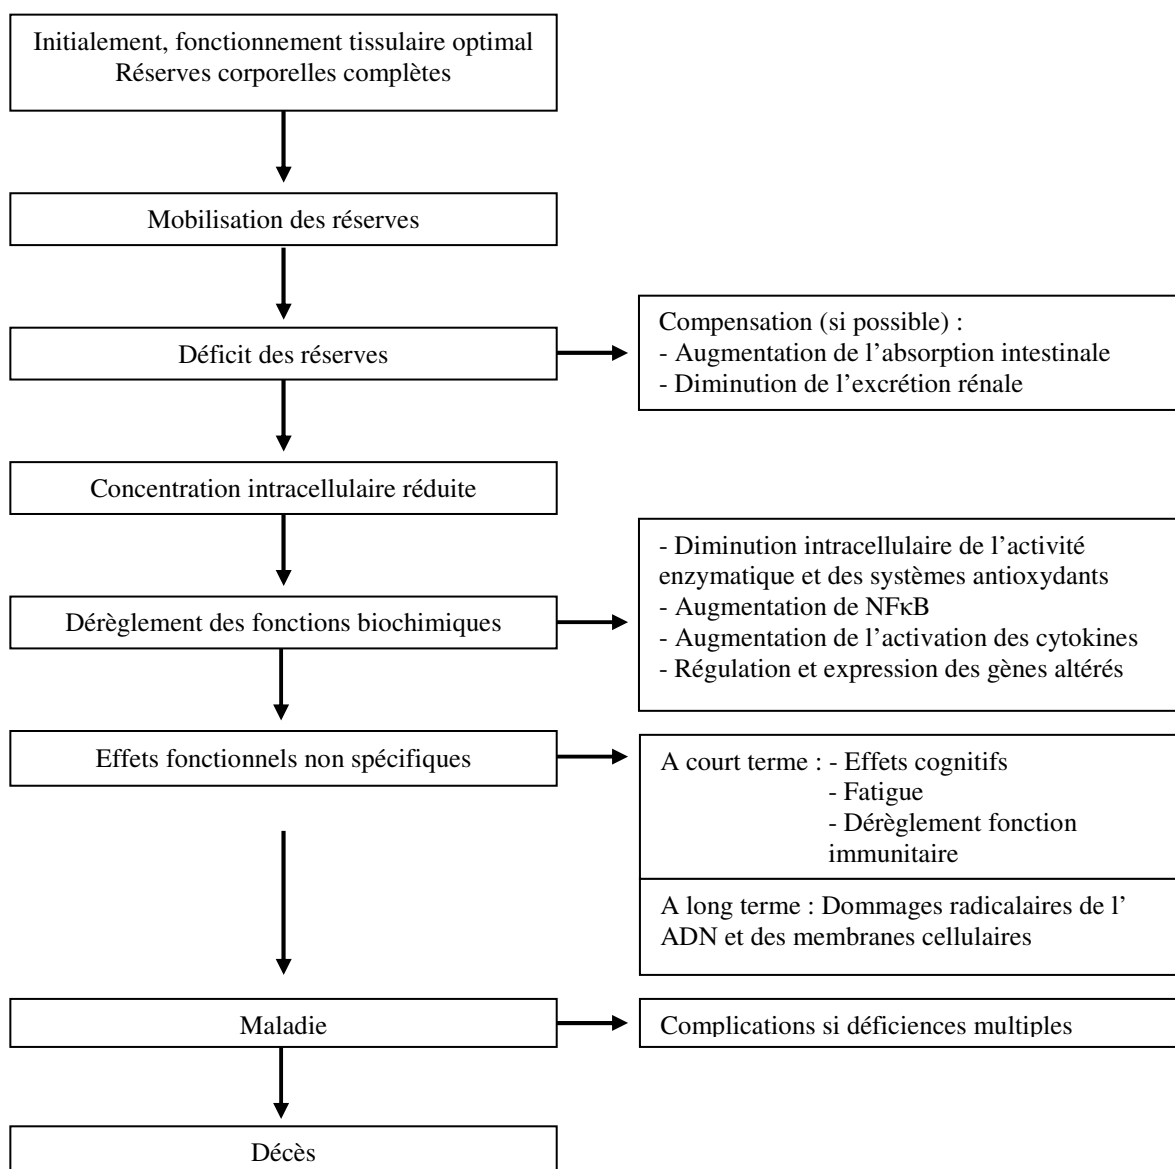 Initialement, fonctionnement tissulaire optimal
Réserves corporelles complètes
Mobilisation des réserves
Déficit des réserves
Compensation (si possible) :
- Augmentation de l’absorption intestinale
- Diminution de l’excrétion rénale
Concentration intracellulaire réduite
Dérèglement des fonctions biochimiques
- Diminution intracellulaire de l’activité
enzymatique et des systèmes antioxydants
- Augmentation de NFκB
- Augmentation de l’activation des cytokines
- Régulation et expression des gènes altérés
Effets fonctionnels non spécifiques
A court terme : - Effets cognitifs
- Fatigue
- Dérèglement fonction
immunitaire
A long terme : Dommages radicalaires de l’
ADN et des membranes cellulaires
Maladie
Complications si déficiences multiples
Décès